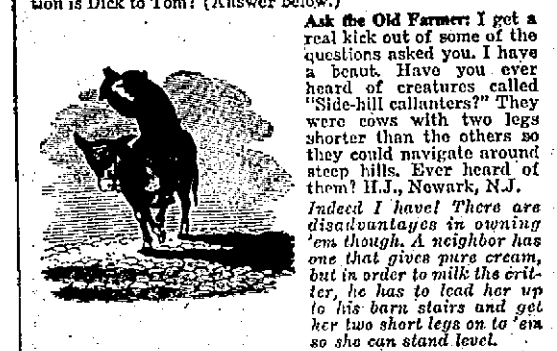 tion is Dick to Tom? (Answer below.)
Ask the Old Farmer: I get a
real kick out of some of the
questions asked you. I have
a beaut. Have you ever
heard of creatures called
"Side-hill callanters?" They
were cows with two legs
shorter than the others so
they could navigate around
steep hills. Ever heard of
them? H.J., Newark, N.J.
Indeed I have! There are
disadvantages in owning
'em though. A neighbor has
one that gives pure cream,
but in order to milk the crit-
ter, he has to lead her up
to his barn stairs and get
her two short legs on to 'em
so she can stand level.